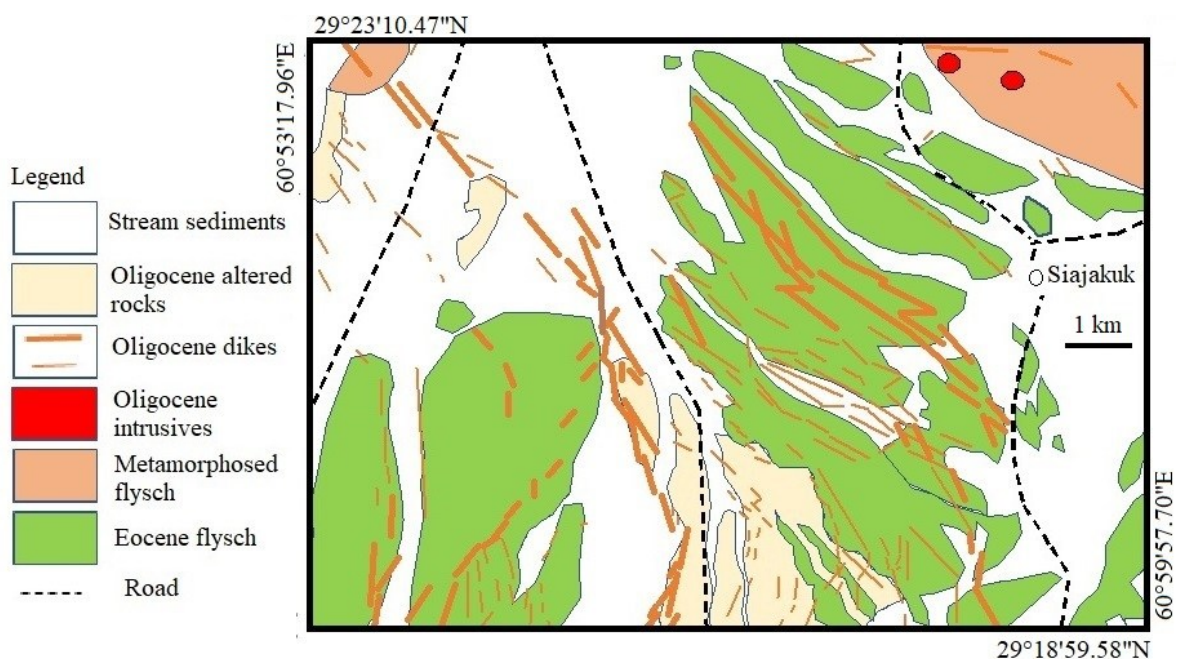 29°23'10.47"N
60°53'17.96"E
Legend
Stream sediments
Oligocene altered
rocks
Oligocene dikes
Oligocene
intrusives
Metamorphosed
flysch
Eocene flysch
Road
Siajakuk
1 km
60°59'57.70"E
29°18'59.58"N